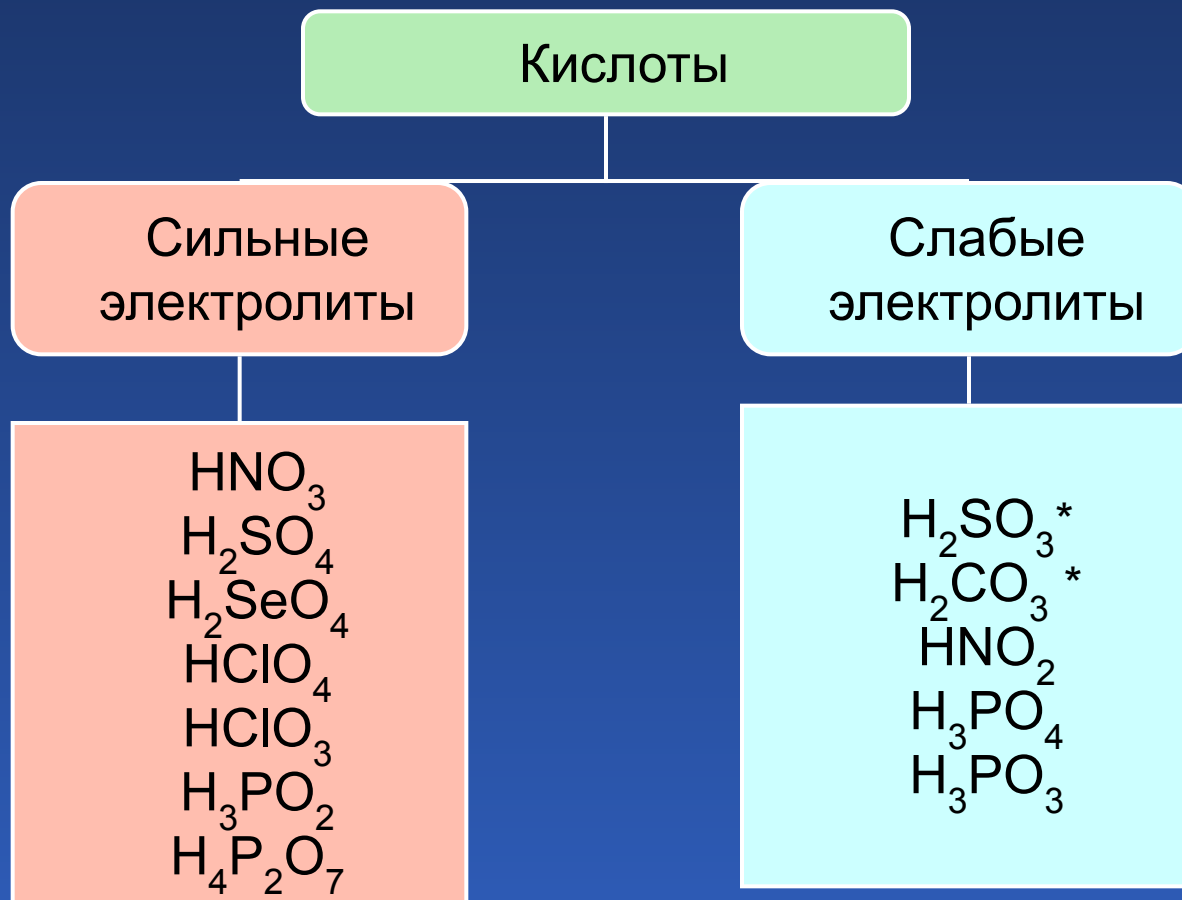 Кислоты
Сильные
электролиты
Слабые
электролиты
HNO₃
H₂SO₄
H₂SeO₄
HClO₄
HClO₃
H₃PO₂
H₄P₂O₇
H₂SO₃*
H₂CO₃ *
HNO₂
H₃PO₄
H₃PO₃